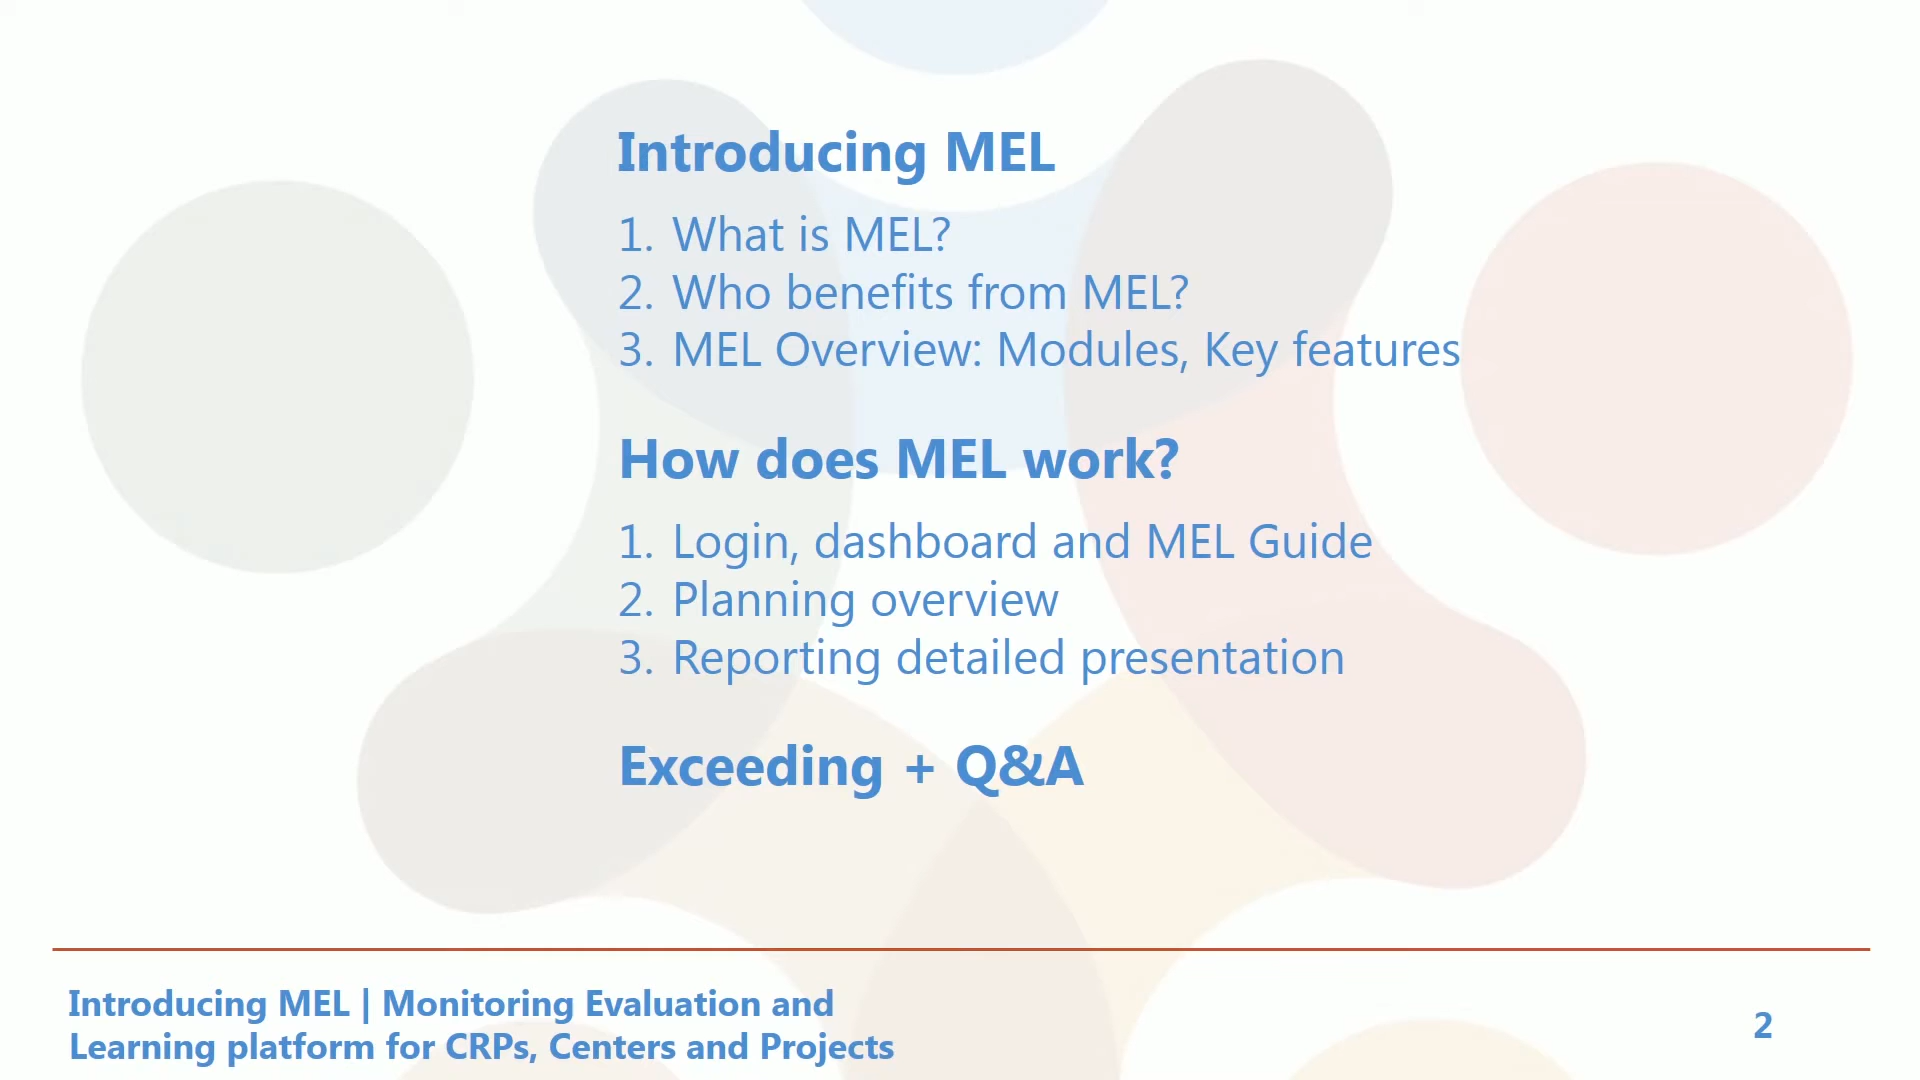 Introducing MEL
1. What is MEL?
2. Who benefits from MEL?
3. MEL Overview: Modules, Key features
How does MEL work?
1. Login, dashboard and MEL Guide
2. Planning overview
3. Reporting detailed presentation
Exceeding + Q&A
Introducing MEL | Monitoring Evaluation and
Learning platform for CRPs, Centers and Projects
2